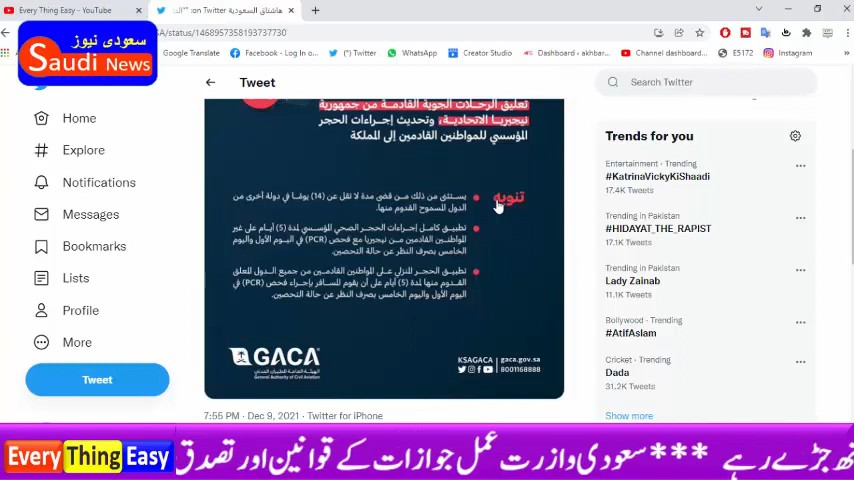 Every Thing Easy - YouTube
هاشتاق السعودية on Twitter: "الد
A/status/1468957358193737730
Google Translate
Facebook - Log In o...
(*) Twitter
WhatsApp
Creator Studio
Dashboard - akhbar...
Channel dashboard...
E5172
Instagram
سعودی نیوز
Saudi News
Tweet
Search Twitter
Home
Explore
Notifications
Messages
Bookmarks
Lists
Profile
More
Tweet
تعليق الرحلات الجوية القادمة من جمهورية
نيجيريا الاتحادية، وتحديث إجراءات الحجر
المؤسسي للمواطنين القادمين إلى المملكة
تنويه
يستثنى من ذلك من قضى مدة لا تقل عن (14) يومًا في دولة أخرى من
الدول المسموح القدوم منها.
تطبيق كامل إجراءات الحجر الصحي المؤسسي لمدة (5) أيام على غير
المواطنين القادمين من نيجيريا مع فحص (PCR) في اليوم الأول واليوم
الخامس بصرف النظر عن حالة التحصين.
تطبيق الحجر المنزلي على المواطنين القادمين من جميع الدول المعلق
القدوم منها لمدة (5) أيام على أن يقوم المسافر بإجراء فحص (PCR) في
اليوم الأول واليوم الخامس بصرف النظر عن حالة التحصين.
GACA
الهيئة العامة للطيران المدني
General Authority of Civil Aviation
KSAGACA
gaca.gov.sa
8001168888
7:55 PM · Dec 9, 2021 · Twitter for iPhone
Trends for you
Entertainment · Trending
#KatrinaVickyKiShaadi
17.4K Tweets
Trending in Pakistan
#HIDAYAT_THE_RAPIST
17.1K Tweets
Trending in Pakistan
Lady Zainab
11.1K Tweets
Bollywood · Trending
#AtifAslam
Cricket · Trending
Dada
31.2K Tweets
Show more
Every Thing Easy
تھ جڑے رہے *** سعودی وازرت عمل جوازات کے قوانین اور تصدق